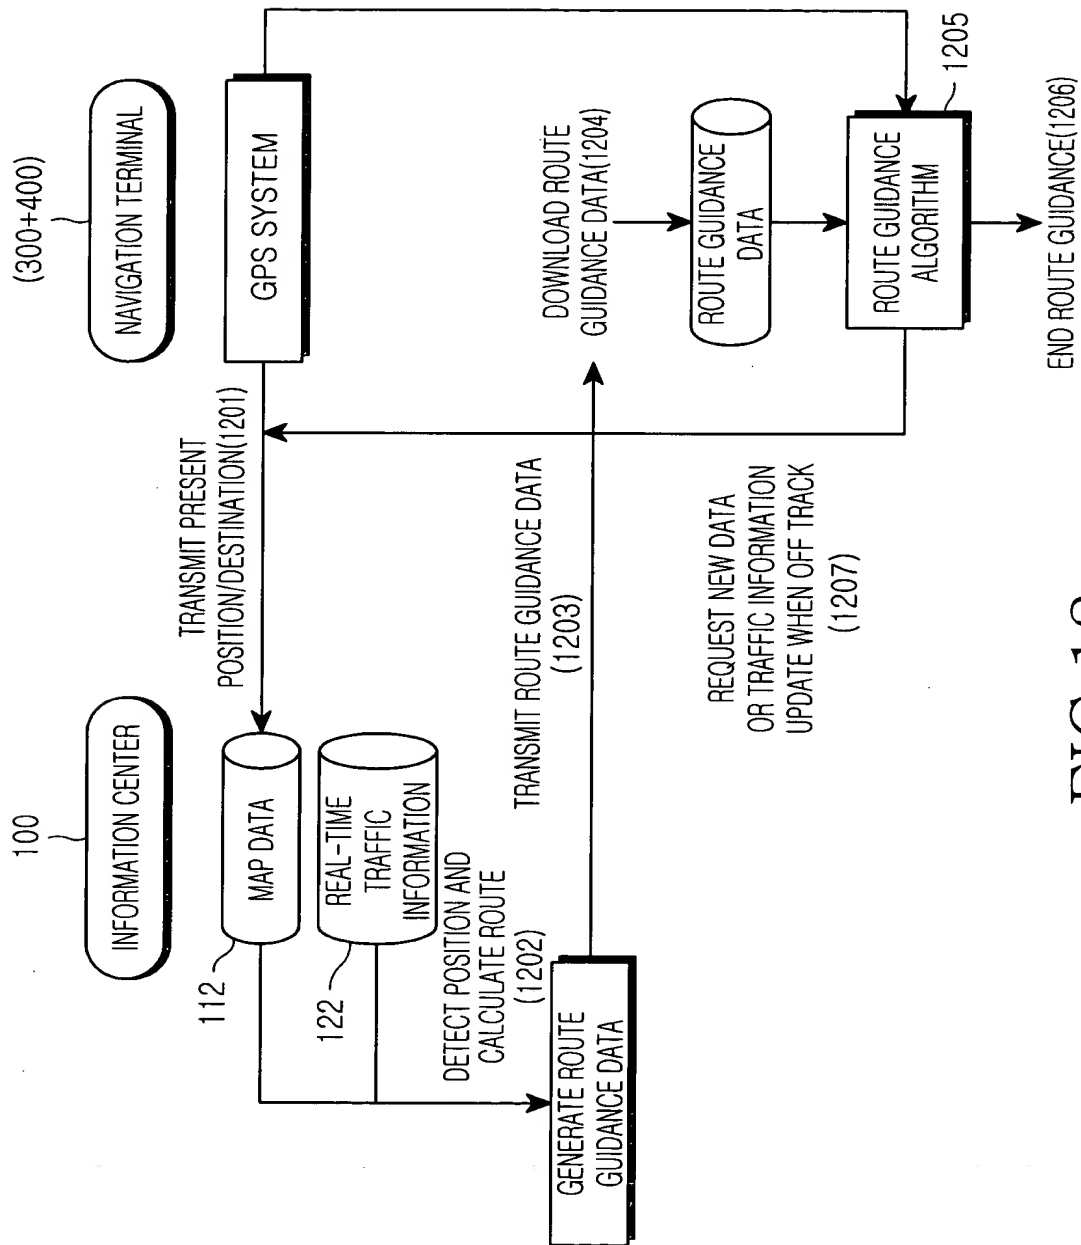 100
(300+400)
INFORMATION CENTER
NAVIGATION TERMINAL
TRANSMIT PRESENT
POSITION/DESTINATION(1201)
112
MAP DATA
GPS SYSTEM
122
REAL-TIME
TRAFFIC
INFORMATION
DETECT POSITION AND
CALCULATE ROUTE
(1202)
GENERATE ROUTE
GUIDANCE DATA
TRANSMIT ROUTE GUIDANCE DATA
(1203)
DOWNLOAD ROUTE
GUIDANCE DATA(1204)
ROUTE GUIDANCE
DATA
REQUEST NEW DATA
OR TRAFFIC INFORMATION
UPDATE WHEN OFF TRACK
(1207)
ROUTE GUIDANCE
ALGORITHM
1205
END ROUTE GUIDANCE(1206)
FIG